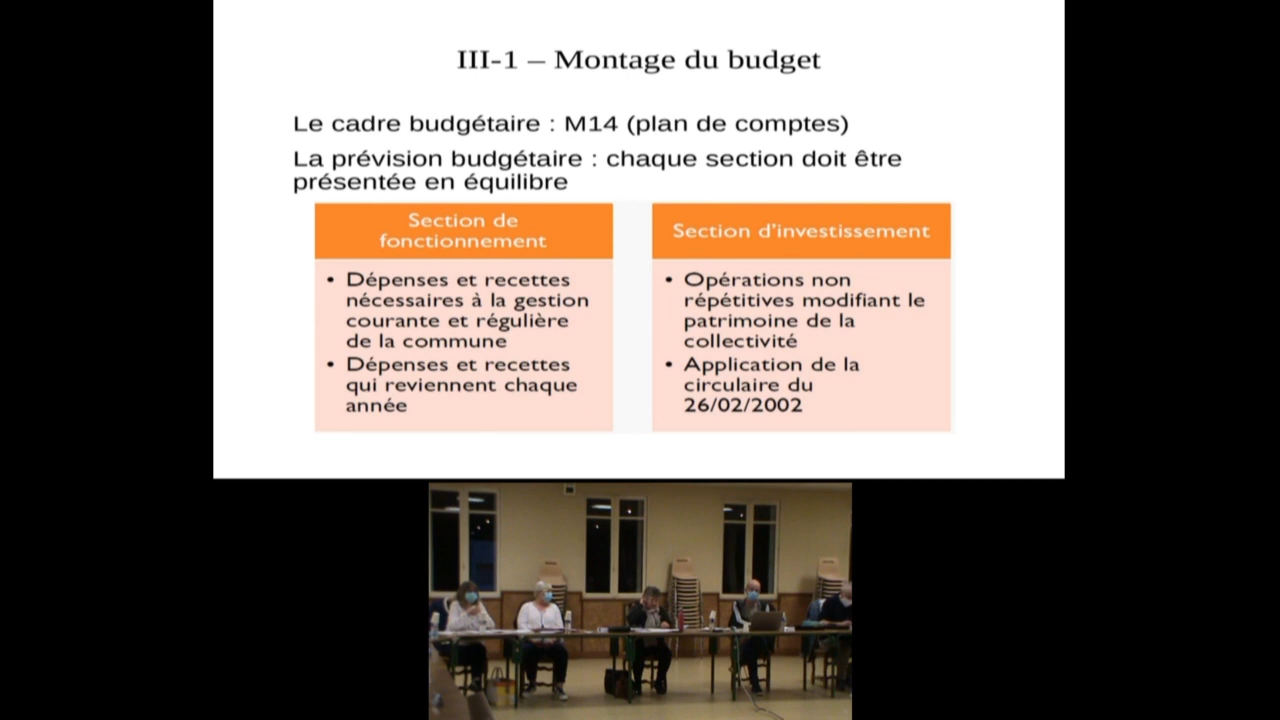 III-1 – Montage du budget
Le cadre budgétaire : M14 (plan de comptes)
La prévision budgétaire : chaque section doit être
présentée en équilibre
Section de
fonctionnement
• Dépenses et recettes
nécessaires à la gestion
courante et régulière
de la commune
• Dépenses et recettes
qui reviennent chaque
année
Section d'investissement
• Opérations non
répétitives modifiant le
patrimoine de la
collectivité
• Application de la
circulaire du
26/02/2002